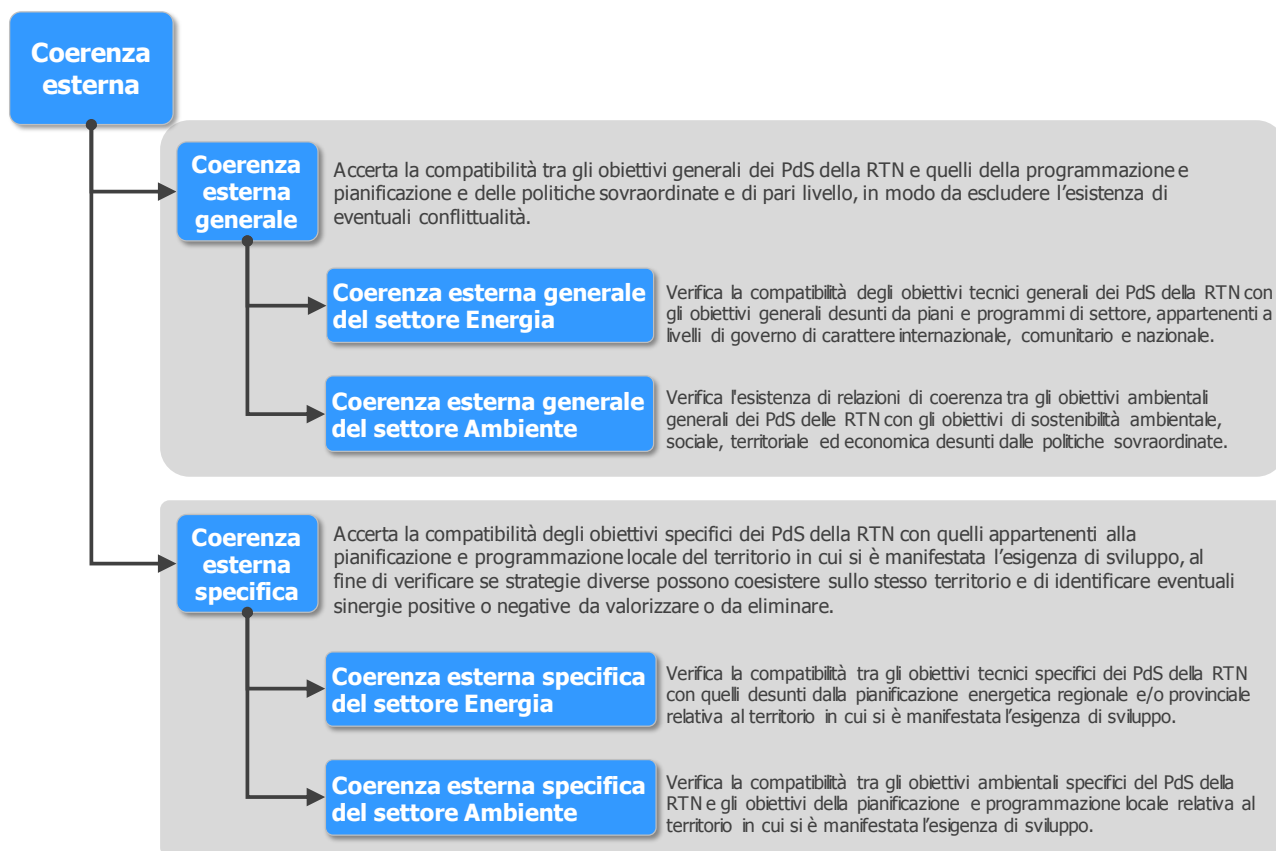 Coerenza
esterna
Coerenza
esterna
generale
Accerta la compatibilità tra gli obiettivi generali dei PdS della RTN e quelli della programmazione e
pianificazione e delle politiche sovraordinate e di pari livello, in modo da escludere l’esistenza di
eventuali conflittualità.
Coerenza esterna generale
del settore Energia
Verifica la compatibilità degli obiettivi tecnici generali dei PdS della RTN con
gli obiettivi generali desunti da piani e programmi di settore, appartenenti a
livelli di governo di carattere internazionale, comunitario e nazionale.
Coerenza esterna generale
del settore Ambiente
Verifica l'esistenza di relazioni di coerenza tra gli obiettivi ambientali
generali dei PdS delle RTN con gli obiettivi di sostenibilità ambientale,
sociale, territoriale ed economica desunti dalle politiche sovraordinate.
Coerenza
esterna
specifica
Accerta la compatibilità degli obiettivi specifici dei PdS della RTN con quelli appartenenti alla
pianificazione e programmazione locale del territorio in cui si è manifestata l’esigenza di sviluppo, al
fine di verificare se strategie diverse possono coesistere sullo stesso territorio e di identificare eventuali
sinergie positive o negative da valorizzare o da eliminare.
Coerenza esterna specifica
del settore Energia
Verifica la compatibilità tra gli obiettivi tecnici specifici dei PdS della RTN
con quelli desunti dalla pianificazione energetica regionale e/o provinciale
relativa al territorio in cui si è manifestata l’esigenza di sviluppo.
Coerenza esterna specifica
del settore Ambiente
Verifica la compatibilità tra gli obiettivi ambientali specifici del PdS della
RTN e gli obiettivi della pianificazione e programmazione locale relativa al
territorio in cui si è manifestata l’esigenza di sviluppo.